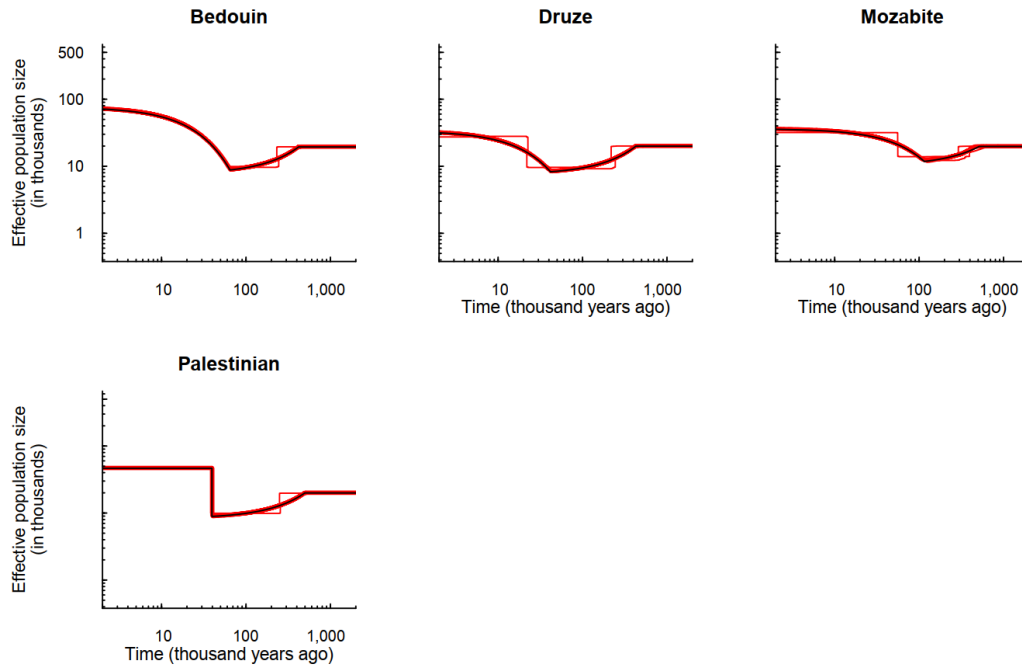 Bedouin
Druze
Mozabite
Effective population size
(in thousands)
500
100
10
1
10 100 1,000
10 100 1,000
10 100 1,000
Time (thousand years ago)
Time (thousand years ago)
Palestinian
Effective population size
(in thousands)
10 100 1,000
Time (thousand years ago)